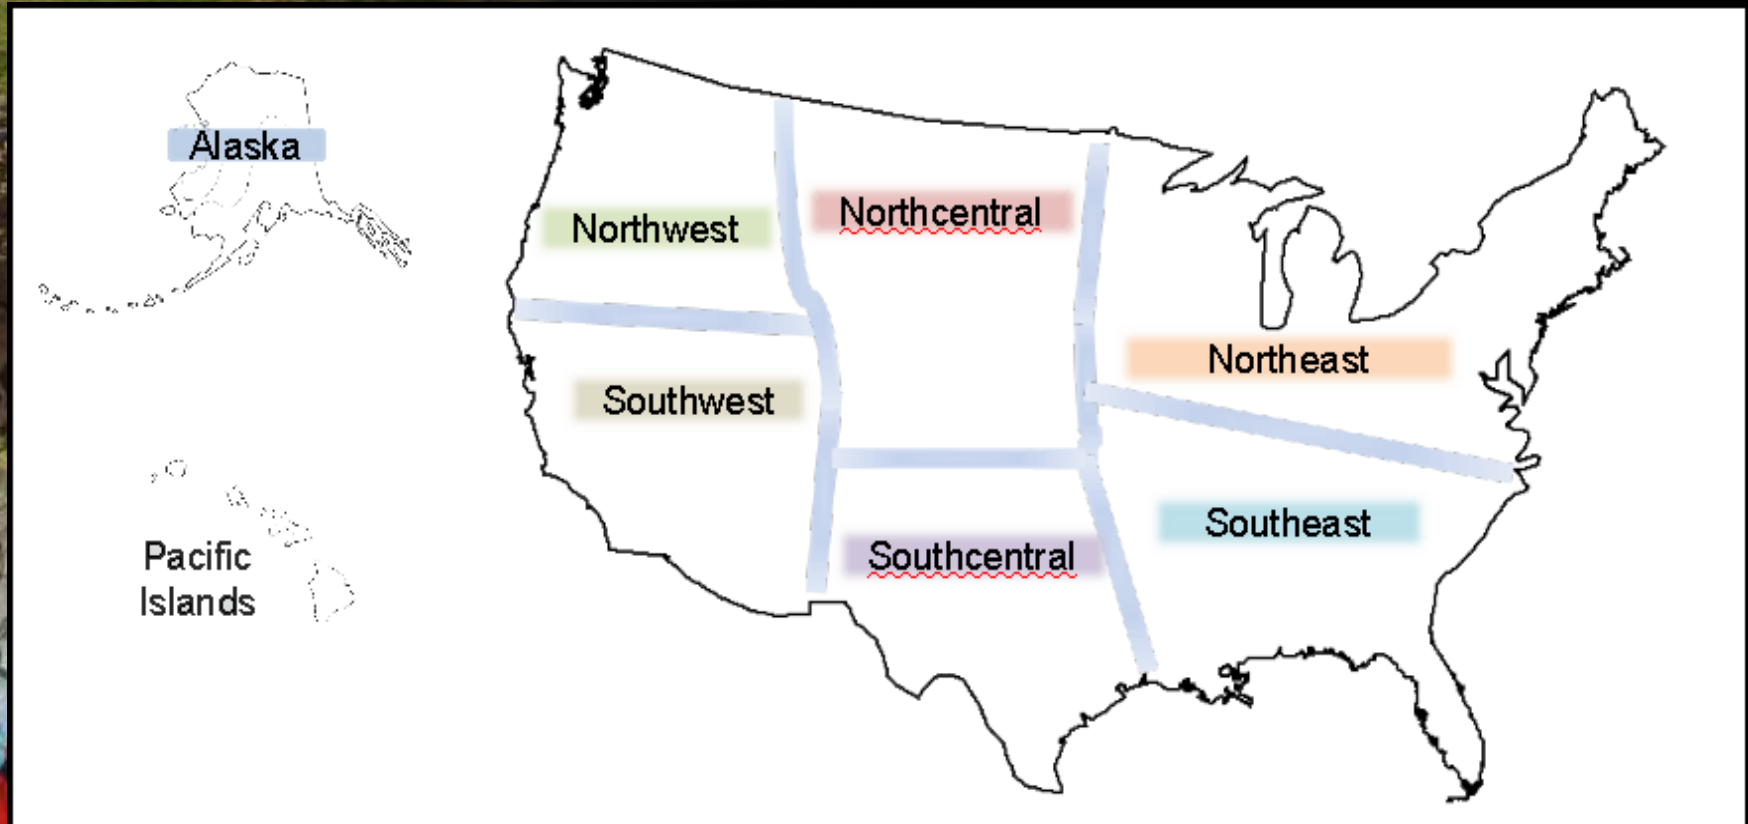 Alaska
Northwest
Northcentral
Northeast
Southwest
Southeast
Southcentral
Pacific
Islands